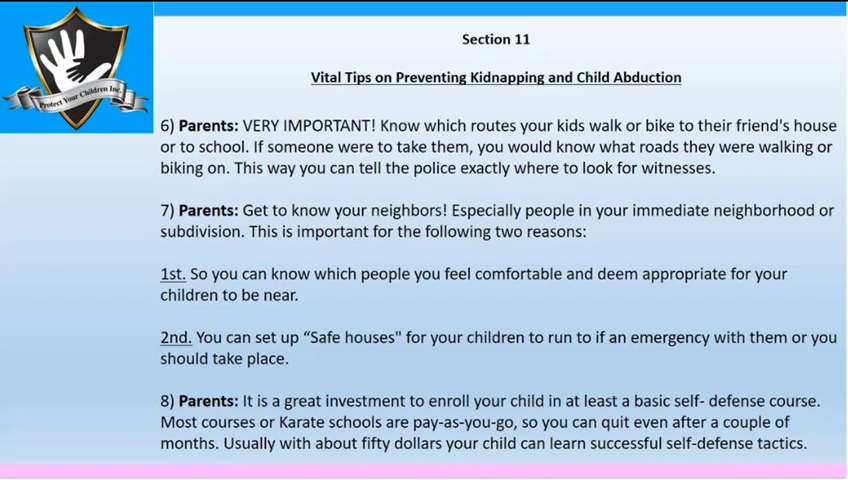 Protect Your Children Inc.
Section 11
Vital Tips on Preventing Kidnapping and Child Abduction
6) Parents: VERY IMPORTANT! Know which routes your kids walk or bike to their friend's house
or to school. If someone were to take them, you would know what roads they were walking or
biking on. This way you can tell the police exactly where to look for witnesses.
7) Parents: Get to know your neighbors! Especially people in your immediate neighborhood or
subdivision. This is important for the following two reasons:
1st. So you can know which people you feel comfortable and deem appropriate for your
children to be near.
2nd. You can set up “Safe houses" for your children to run to if an emergency with them or you
should take place.
8) Parents: It is a great investment to enroll your child in at least a basic self- defense course.
Most courses or Karate schools are pay-as-you-go, so you can quit even after a couple of
months. Usually with about fifty dollars your child can learn successful self-defense tactics.